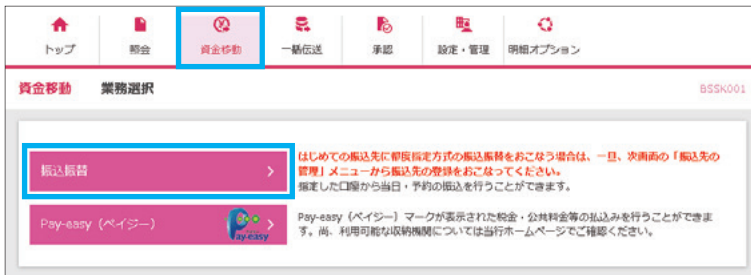 トップ 照会 資金移動 一括伝送 承認 設定・管理 明細オプション
資金移動 業務選択 BSSK001
振込振替
はじめての振込先に都度指定方式の振込振替をおこなう場合は、一旦、次画面の「振込先の
管理」メニューから振込先の登録をおこなってください。
指定した口座から当日・予約の振込を行うことができます。
Pay-easy（ペイジー）
Pay-easy
Pay-easy（ペイジー）マークが表示された税金・公共料金等の払込みを行うことができま
す。尚、利用可能な収納機関については当行ホームページでご確認ください。